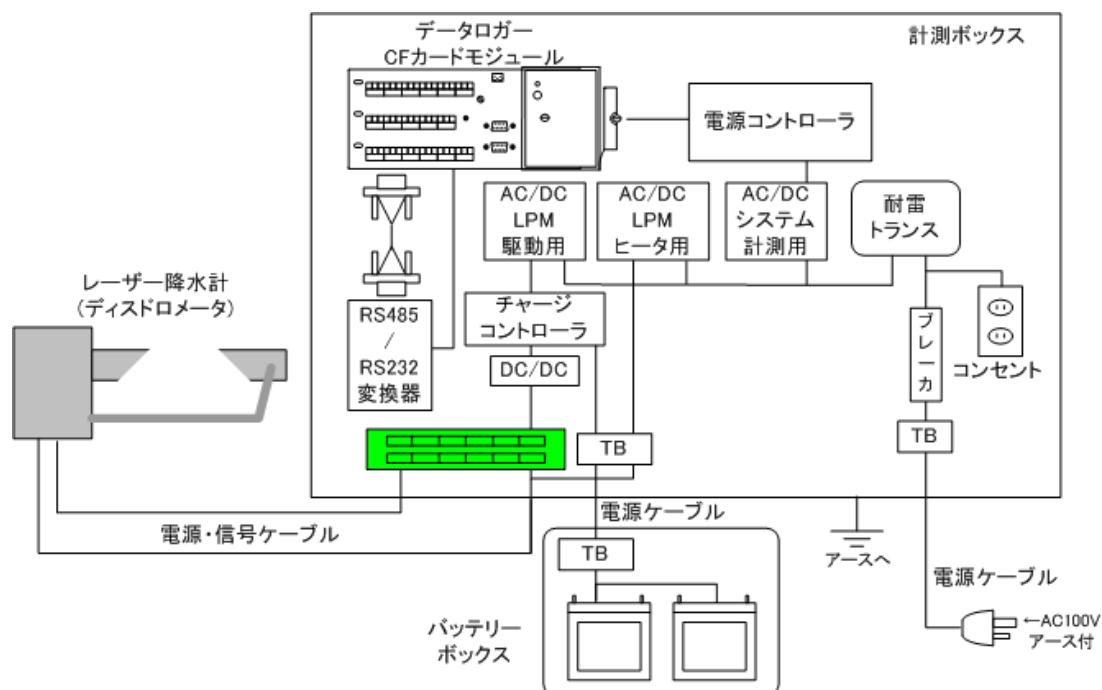 データロガー
CFカードモジュール
計測ボックス
電源コントローラ
AC/DC
LPM
駆動用
AC/DC
LPM
ヒータ用
AC/DC
システム
計測用
耐雷
トランス
レーザー降水計
(ディスドロメータ)
RS485
/
RS232
変換器
チャージ
コントローラ
DC/DC
ブレーカ
コンセント
TB
TB
電源・信号ケーブル
電源ケーブル
アースへ
TB
電源ケーブル
バッテリー
ボックス
←AC100V
アース付